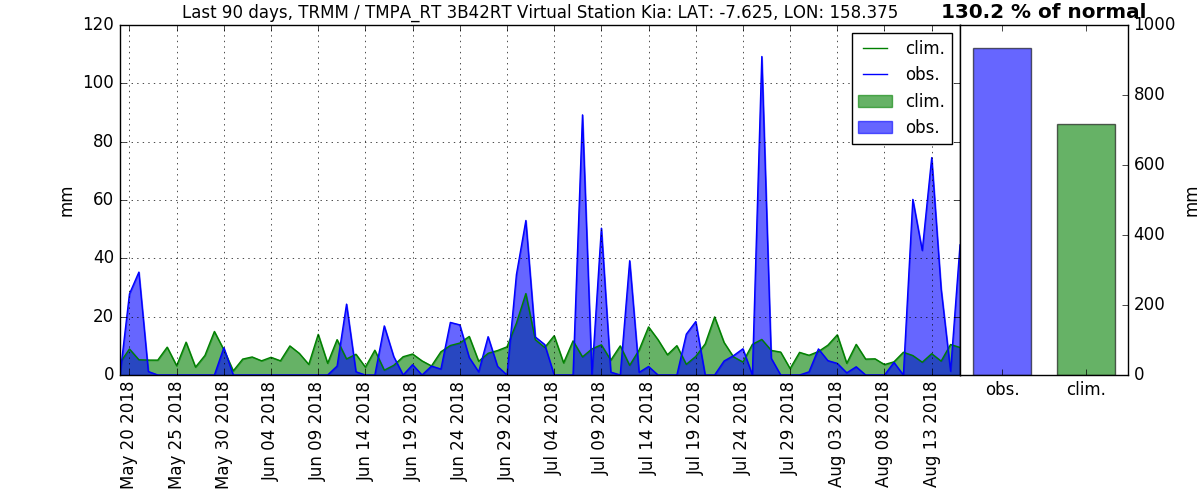 Last 90 days, TRMM / TMPA_RT 3B42RT Virtual Station Kia: LAT: -7.625, LON: 158.375
130.2 % of normal
120
100
80
60
40
20
0
mm
clim.
obs.
clim.
obs.
1000
800
600
400
200
0
mm
obs.
clim.
May 20 2018
May 25 2018
May 30 2018
Jun 04 2018
Jun 09 2018
Jun 14 2018
Jun 19 2018
Jun 24 2018
Jun 29 2018
Jul 04 2018
Jul 09 2018
Jul 14 2018
Jul 19 2018
Jul 24 2018
Jul 29 2018
Aug 03 2018
Aug 08 2018
Aug 13 2018